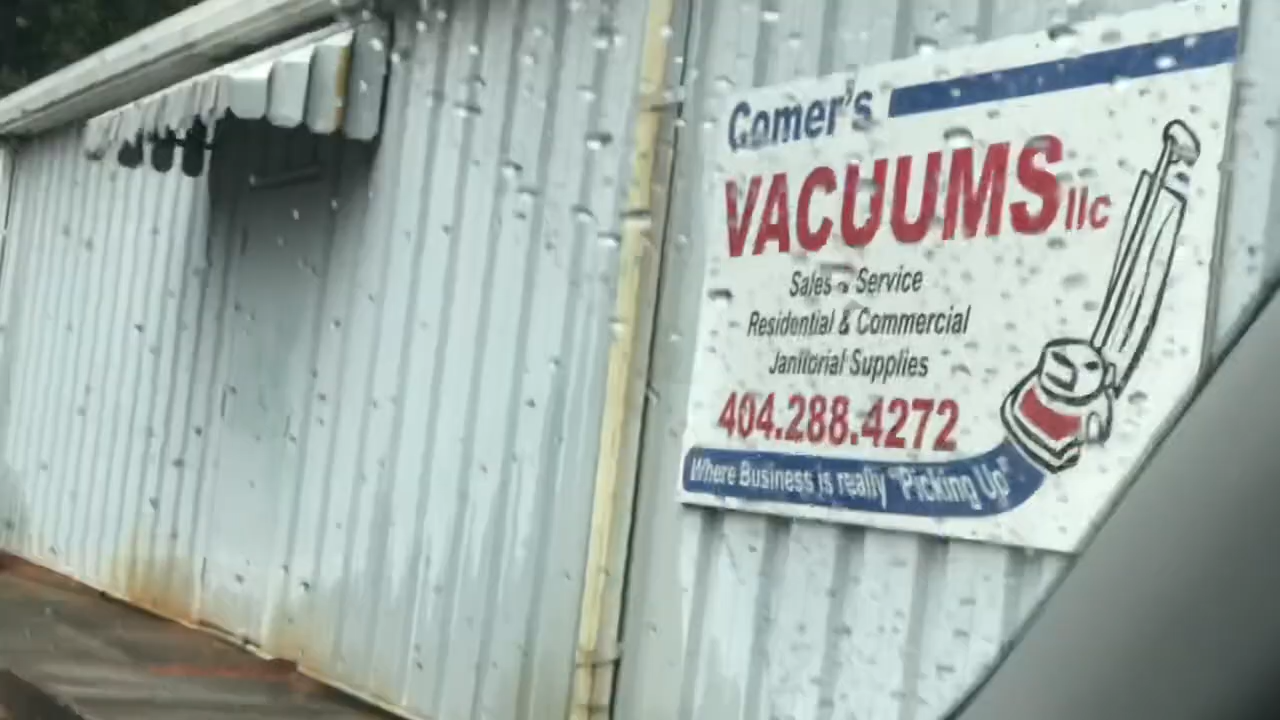 Comer's
VACUUMS llc
Sales - Service
Residential & Commercial
Janitorial Supplies
404.288.4272
Where Business is really "Picking Up"